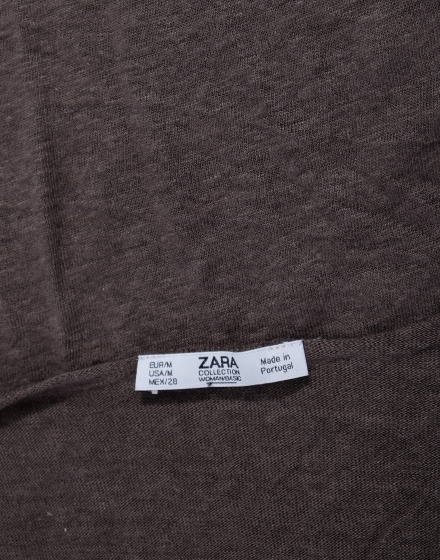 EUR/M
USA/M
MEX/28
ZARA
COLLECTION
WOMAN/BASIC
Made in
Portugal